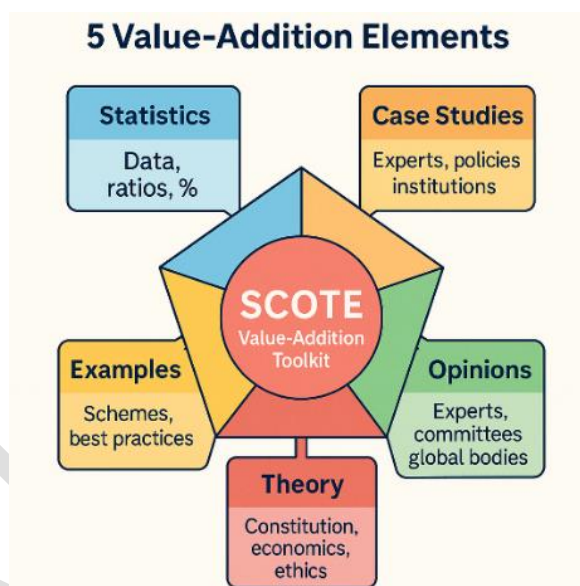 5 Value-Addition Elements
Statistics
Data,
ratios, %
Case Studies
Experts, policies
institutions
SCOTE
Value-Addition
Toolkit
Examples
Schemes,
best practices
Opinions
Experts,
committees
global bodies
Theory
Constitution,
economics,
ethics